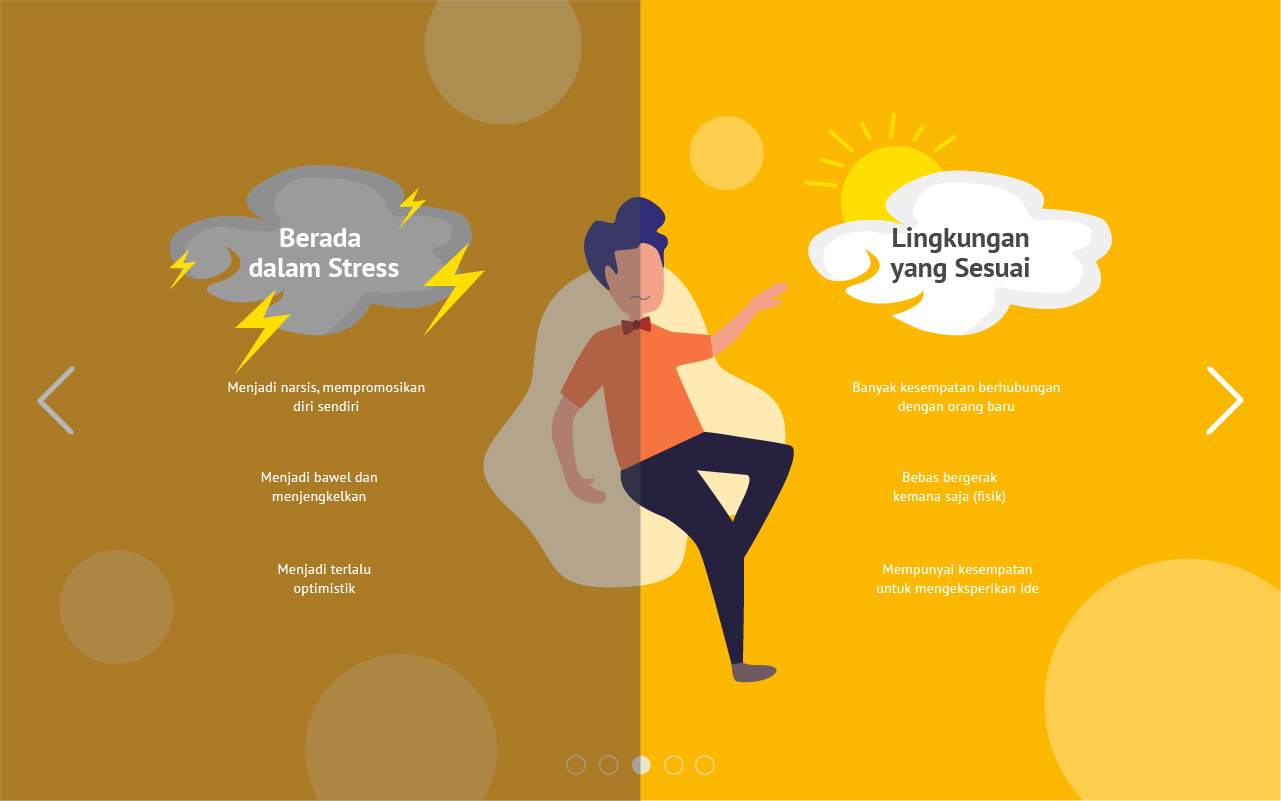 Berada
dalam Stress
Menjadi narsis, mempromosikan
diri sendiri
Menjadi bawel dan
menjengkelkan
Menjadi terlalu
optimistik
Lingkungan
yang Sesuai
Banyak kesempatan berhubungan
dengan orang baru
Bebas bergerak
kemana saja (fisik)
Mempunyai kesempatan
untuk mengeksperikan ide